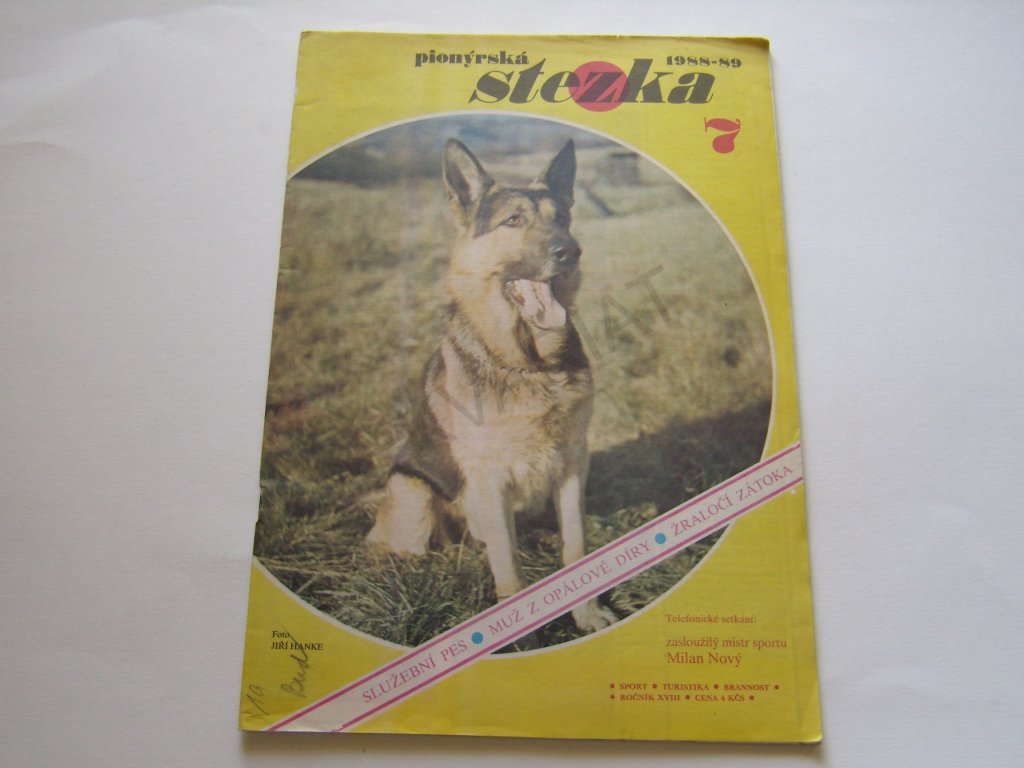 pionýrská
1988-89
stezka
7
SLUŽEBNÍ PES • MUŽ Z OPÁLOVÉ DÍRY • ŽRALOČÍ ZÁTOKA
Telefonické setkání:
zasloužilý mistr sportu
Milan Nový
Foto
JIŘÍ HANKE
• SPORT • TURISTIKA • BRANNOST •
• ROČNÍK XVIII • CENA 4 KČS •